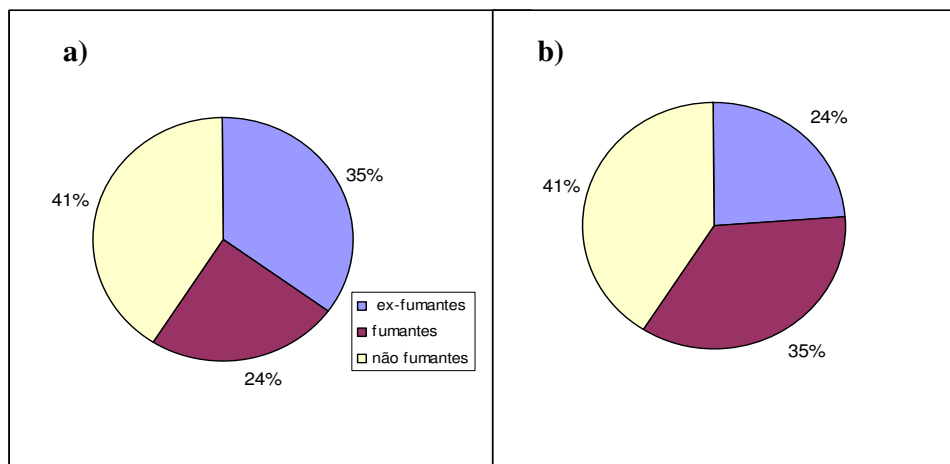 a)
35%
41%
24%
ex-fumantes
fumantes
não fumantes
b)
24%
41%
35%